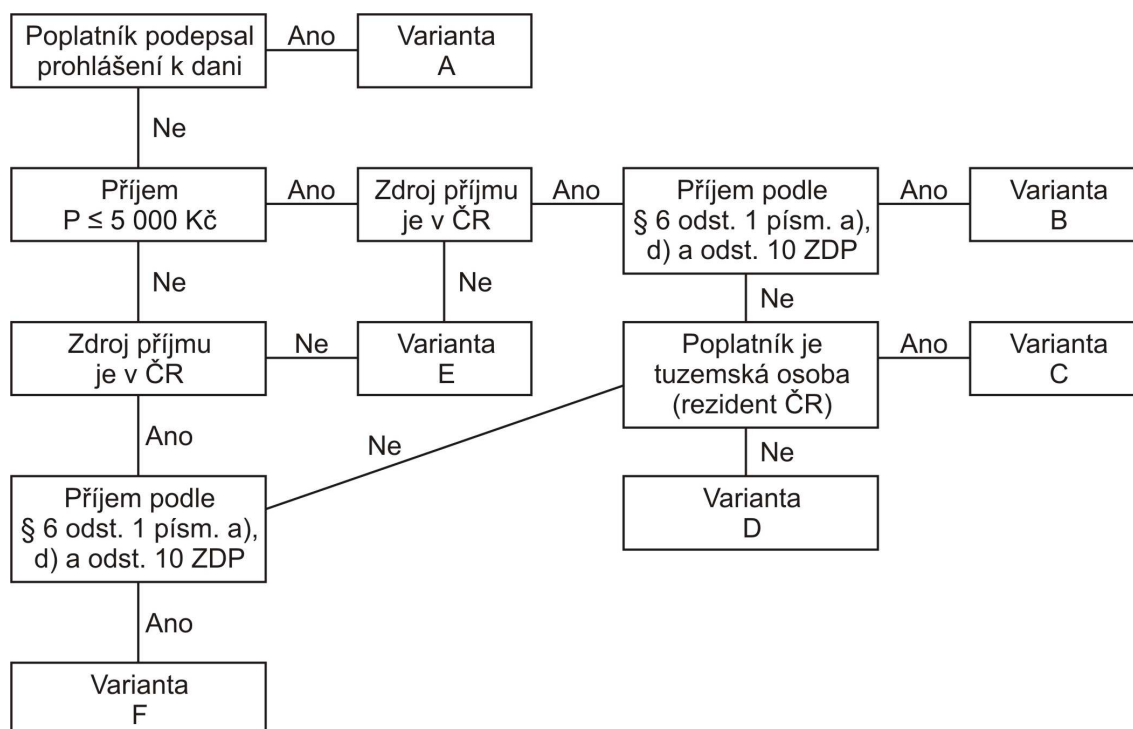 Poplatník podepsal
prohlášení k dani
Ano
Varianta
A
Ne
Příjem
P ≤ 5 000 Kč
Ano
Zdroj příjmu
je v ČR
Ano
Příjem podle
§ 6 odst. 1 písm. a),
d) a odst. 10 ZDP
Ano
Varianta
B
Ne
Ne
Ne
Zdroj příjmu
je v ČR
Ne
Varianta
E
Poplatník je
tuzemská osoba
(rezident ČR)
Ano
Varianta
C
Ano
Ne
Ne
Příjem podle
§ 6 odst. 1 písm. a),
d) a odst. 10 ZDP
Varianta
D
Ano
Varianta
F